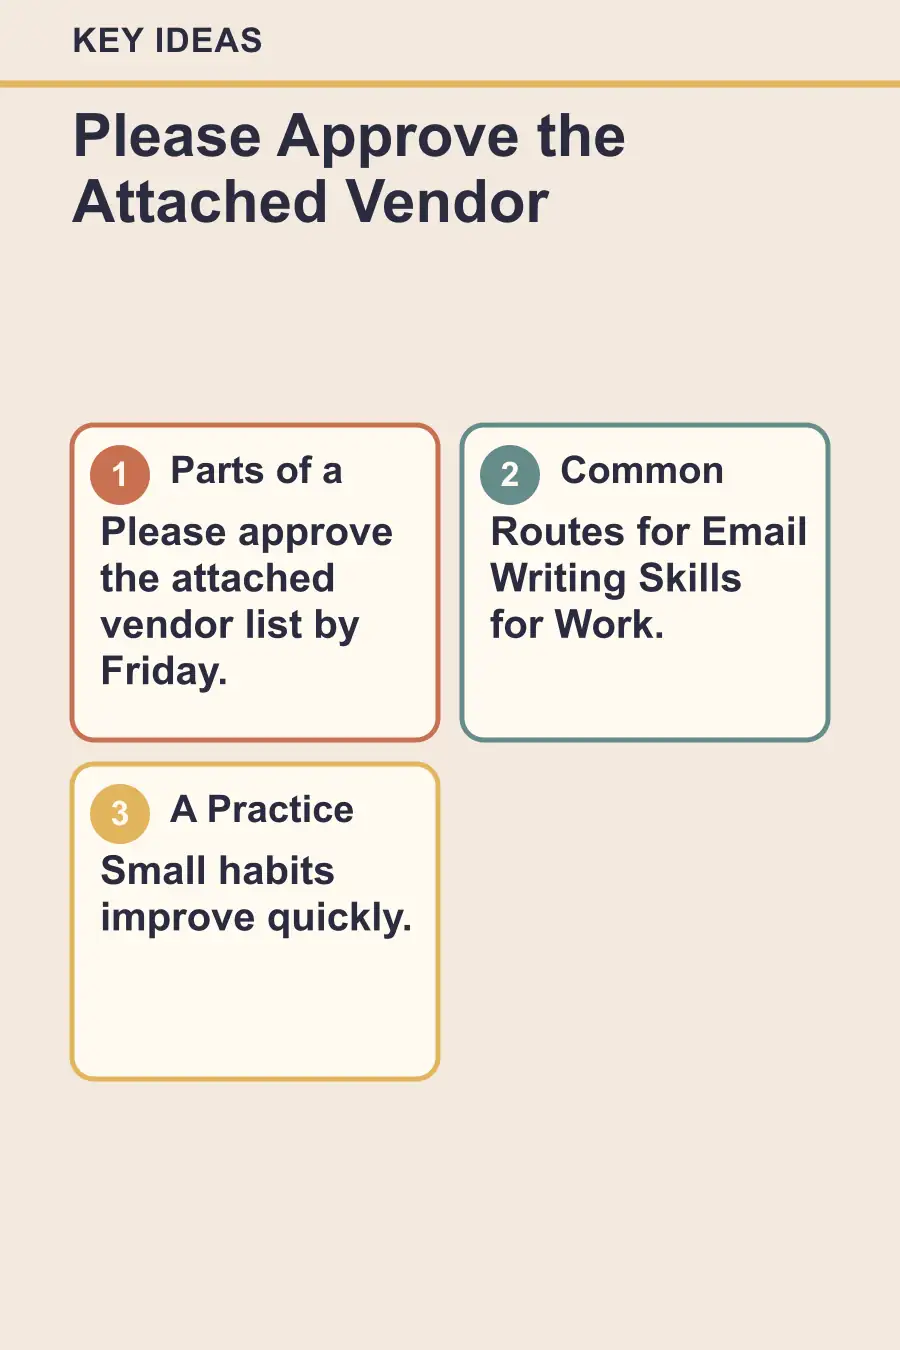 KEY IDEAS
Please Approve the
Attached Vendor
1 Parts of a
Please approve
the attached
vendor list by
Friday.
2 Common
Routes for Email
Writing Skills
for Work.
3 A Practice
Small habits
improve quickly.